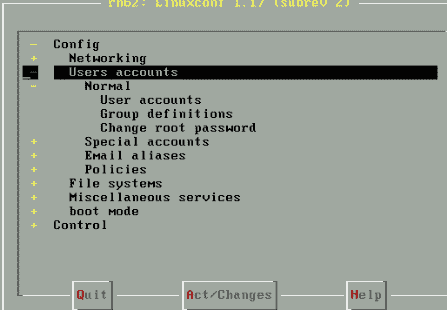 rh62: Linuxconf 1.17 (subrev 2)
- Config
+ Networking
- Users accounts
- Normal
User accounts
Group definitions
Change root password
+ Special accounts
+ Email aliases
+ Policies
+ File systems
+ Miscellaneous services
+ boot mode
+ Control
Quit Act/Changes Help